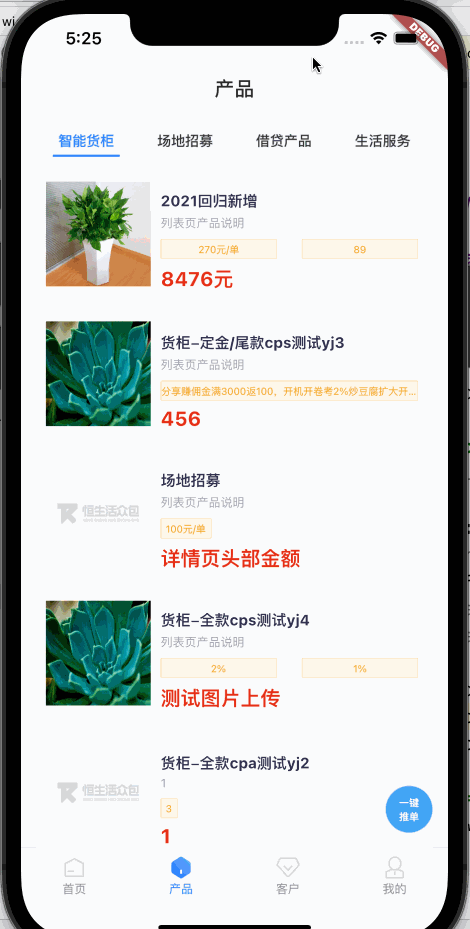 wi
5:25
DEBUG
产品
智能货柜 场地招募 借贷产品 生活服务
2021回归新增
列表页产品说明
270元/单 89
8476元
货柜–定金/尾款cps测试yj3
列表页产品说明
分享赚佣金满3000返100，开机开卷考2%炒豆腐扩大开...
456
场地招募
恒生活众包
列表页产品说明
100元/单
详情页头部金额
货柜–全款cps测试yj4
列表页产品说明
2% 1%
测试图片上传
货柜–全款cpa测试yj2
1
恒生活众包
3
1
一键
推单
首页 产品 客户 我的